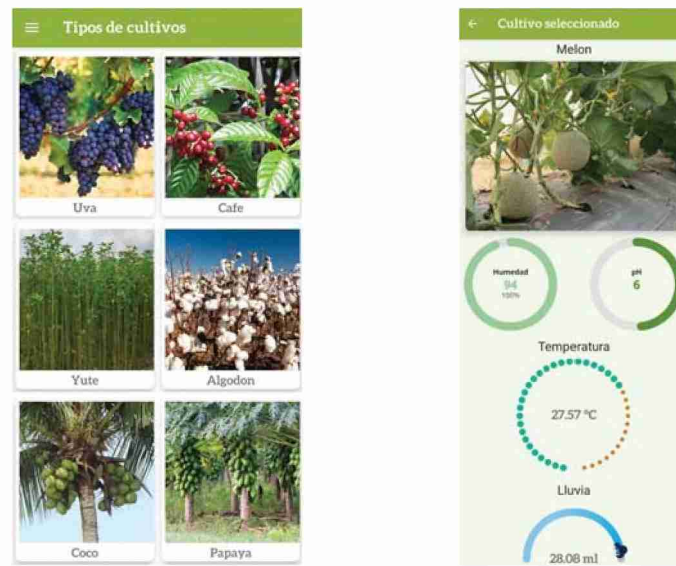 Tipos de cultivos
Uva
Cafe
Yute
Algodon
Coco
Papaya
Cultivo seleccionado
Melon
Humedad
94
100%
pH
6
Temperatura
27.57 °C
Lluvia
28.08 ml